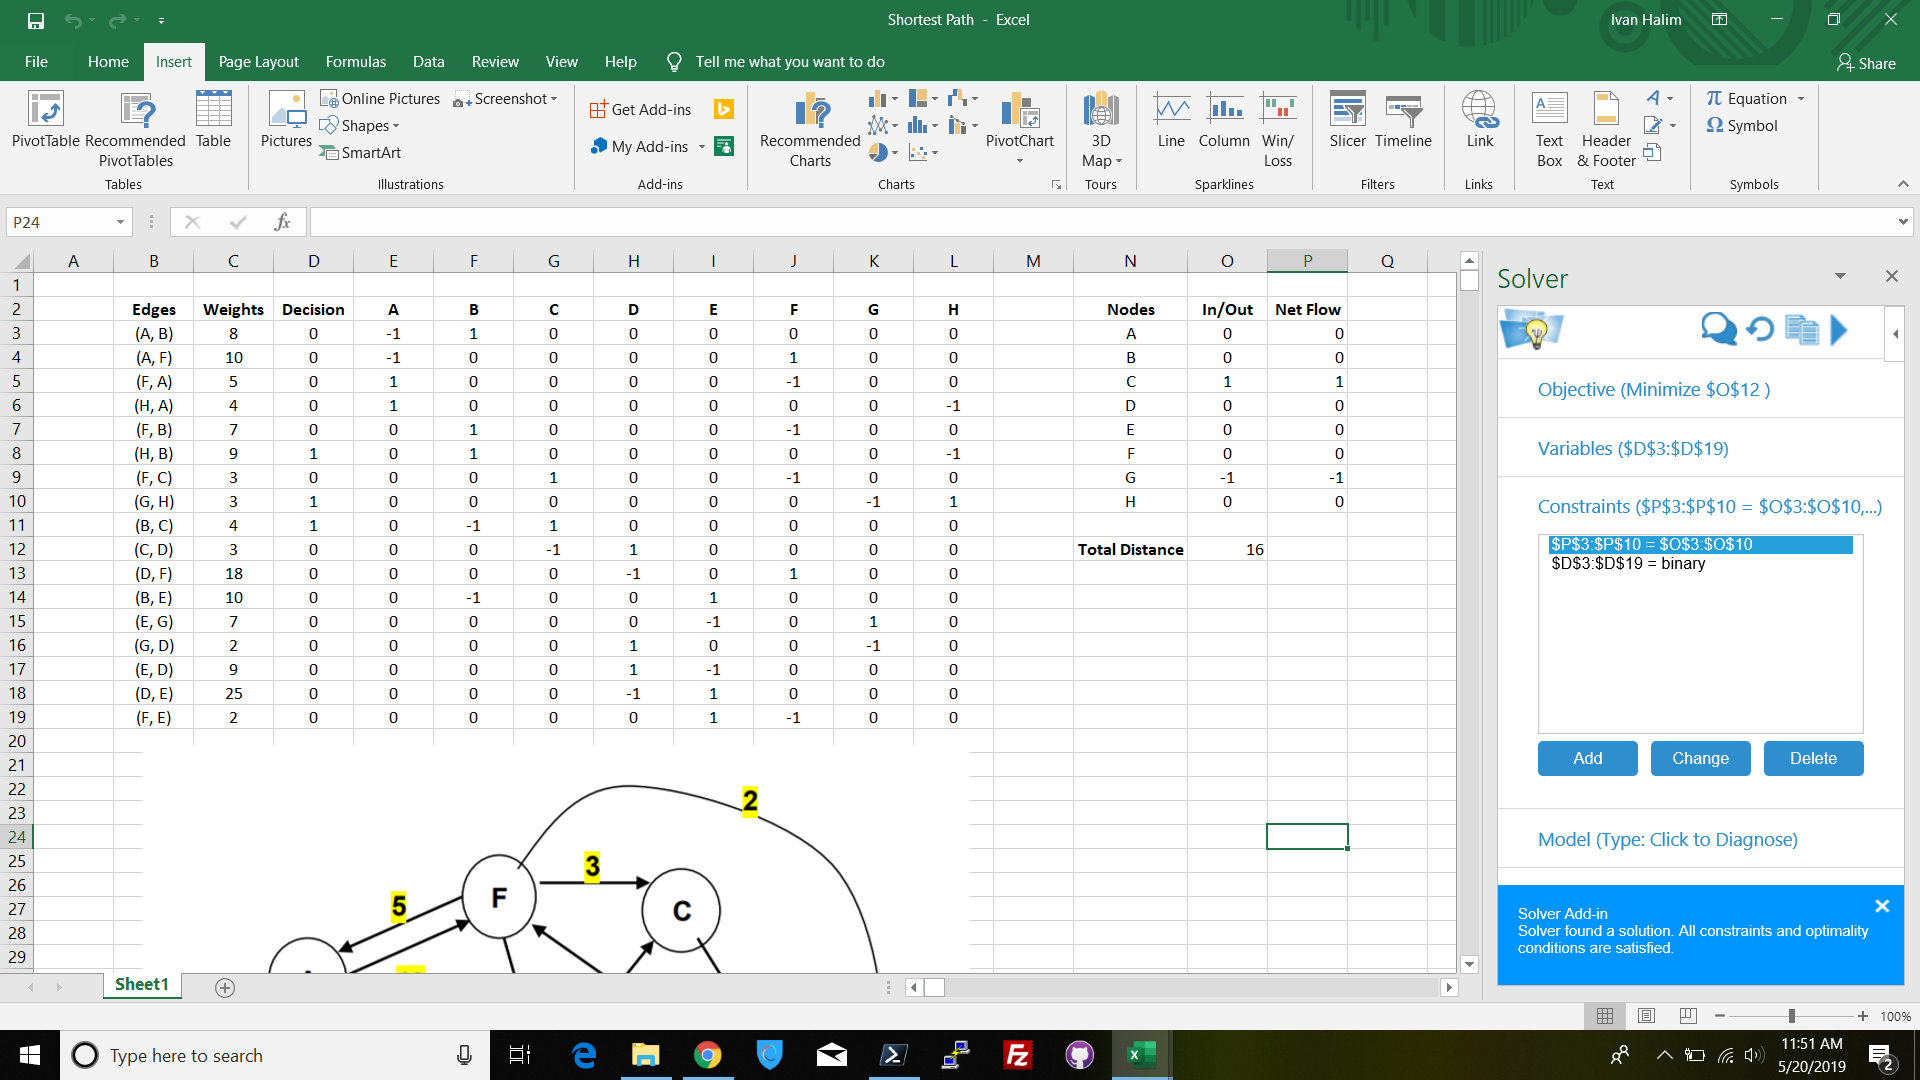 Shortest Path - Excel
Ivan Halim
File Home Insert Page Layout Formulas Data Review View Help Tell me what you want to do
Share
PivotTable
Recommended PivotTables
Table
Tables
Pictures
Online Pictures
Shapes
SmartArt
Screenshot
Illustrations
Get Add-ins
My Add-ins
Add-ins
Recommended Charts
PivotChart
Charts
3D Map
Tours
Line
Column
Win/ Loss
Sparklines
Slicer
Timeline
Filters
Link
Links
Text Box
Header & Footer
Text
Equation
Symbol
Symbols
P24
fx
A B C D E F G H I J K L M N O P Q
1
2 Edges Weights Decision A B C D E F G H Nodes In/Out Net Flow
3 (A, B) 8 0 -1 1 0 0 0 0 0 0 A 0 0
4 (A, F) 10 0 -1 0 0 0 0 1 0 0 B 0 0
5 (F, A) 5 0 1 0 0 0 0 -1 0 0 C 1 1
6 (H, A) 4 0 1 0 0 0 0 0 0 -1 D 0 0
7 (F, B) 7 0 0 1 0 0 0 -1 0 0 E 0 0
8 (H, B) 9 1 0 1 0 0 0 0 0 -1 F 0 0
9 (F, C) 3 0 0 0 1 0 0 -1 0 0 G -1 -1
10 (G, H) 3 1 0 0 0 0 0 0 -1 1 H 0 0
11 (B, C) 4 1 0 -1 1 0 0 0 0 0
12 (C, D) 3 0 0 0 -1 1 0 0 0 0 Total Distance 16
13 (D, F) 18 0 0 0 0 -1 0 1 0 0
14 (B, E) 10 0 0 -1 0 0 1 0 0 0
15 (E, G) 7 0 0 0 0 0 -1 0 1 0
16 (G, D) 2 0 0 0 0 1 0 0 -1 0
17 (E, D) 9 0 0 0 0 1 -1 0 0 0
18 (D, E) 25 0 0 0 0 -1 1 0 0 0
19 (F, E) 2 0 0 0 0 0 1 -1 0 0
20
21
22
23
24
25
26
27
28
29
2
3
F
5
C
Solver
Objective (Minimize $O$12 )
Variables ($D$3:$D$19)
Constraints ($P$3:$P$10 = $O$3:$O$10,...)
$P$3:$P$10 = $O$3:$O$10
$D$3:$D$19 = binary
Add Change Delete
Model (Type: Click to Diagnose)
Solver Add-in
Solver found a solution. All constraints and optimality
conditions are satisfied.
Sheet1
100%
Type here to search
11:51 AM
5/20/2019
2